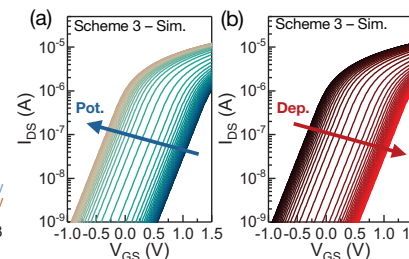 (a) Scheme 3 – Sim.
I_DS (A)
10⁻⁵
10⁻⁶
10⁻⁷
10⁻⁸
10⁻⁹
Pot.
-1.0 -0.5 0.0 0.5 1.0 1.5
V_GS (V)
(b) Scheme 3 – Sim.
I_DS (A)
10⁻⁵
10⁻⁶
10⁻⁷
10⁻⁸
10⁻⁹
Dep.
-1.0 -0.5 0.0 0.5 1.0 1.5
V_GS (V)